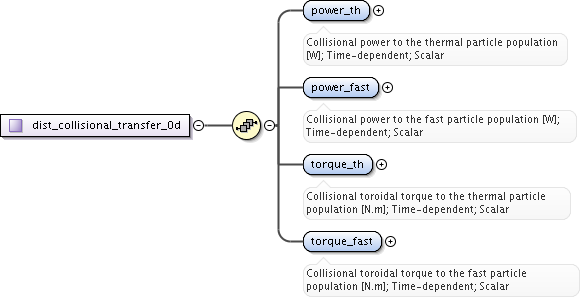 power_th
Collisional power to the thermal particle population
[W]; Time-dependent; Scalar
power_fast
Collisional power to the fast particle population [W];
Time-dependent; Scalar
dist_collisional_transfer_0d
torque_th
Collisional toroidal torque to the thermal particle
population [N.m]; Time-dependent; Scalar
torque_fast
Collisional toroidal torque to the fast particle
population [N.m]; Time-dependent; Scalar